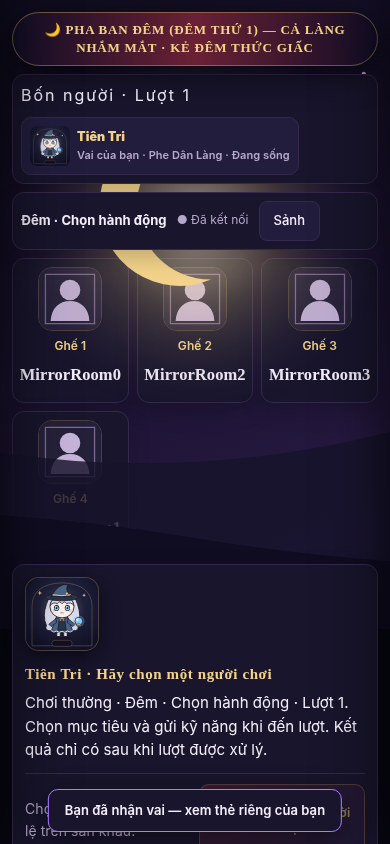 🌙 PHA BAN ĐÊM (ĐÊM THỨ 1) — CẢ LÀNG
NHẮM MẮT · KẺ ĐÊM THỨC GIẤC
Bốn người · Lượt 1
Tiên Tri
Vai của bạn · Phe Dân Làng · Đang sống
Đêm · Chọn hành động
Đã kết nối
Sảnh
Ghế 1
Ghế 2
Ghế 3
MirrorRoom0
MirrorRoom2
MirrorRoom3
Ghế 4
Tiên Tri · Hãy chọn một người chơi
Chơi thường · Đêm · Chọn hành động · Lượt 1.
Chọn mục tiêu và gửi kỹ năng khi đến lượt. Kết
quả chỉ có sau khi lượt được xử lý.
Bạn đã nhận vai — xem thẻ riêng của bạn
lệ trên sân khấu.